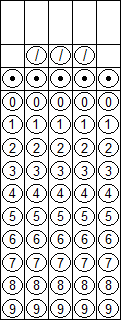 / / /
• • • • •
0 0 0 0 0
1 1 1 1 1
2 2 2 2 2
3 3 3 3 3
4 4 4 4 4
5 5 5 5 5
6 6 6 6 6
7 7 7 7 7
8 8 8 8 8
9 9 9 9 9